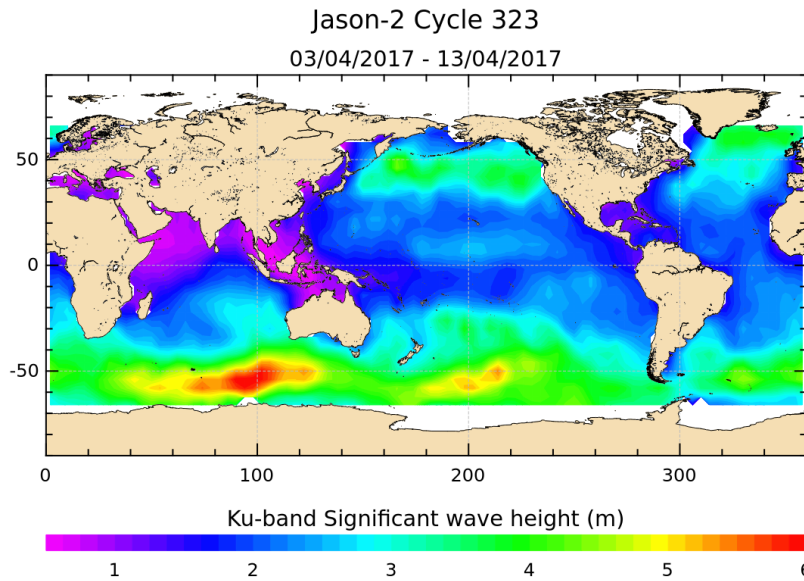 Jason-2 Cycle 323
03/04/2017 - 13/04/2017
50
0
-50
0 100 200 300
Ku-band Significant wave height (m)
1 2 3 4 5 6